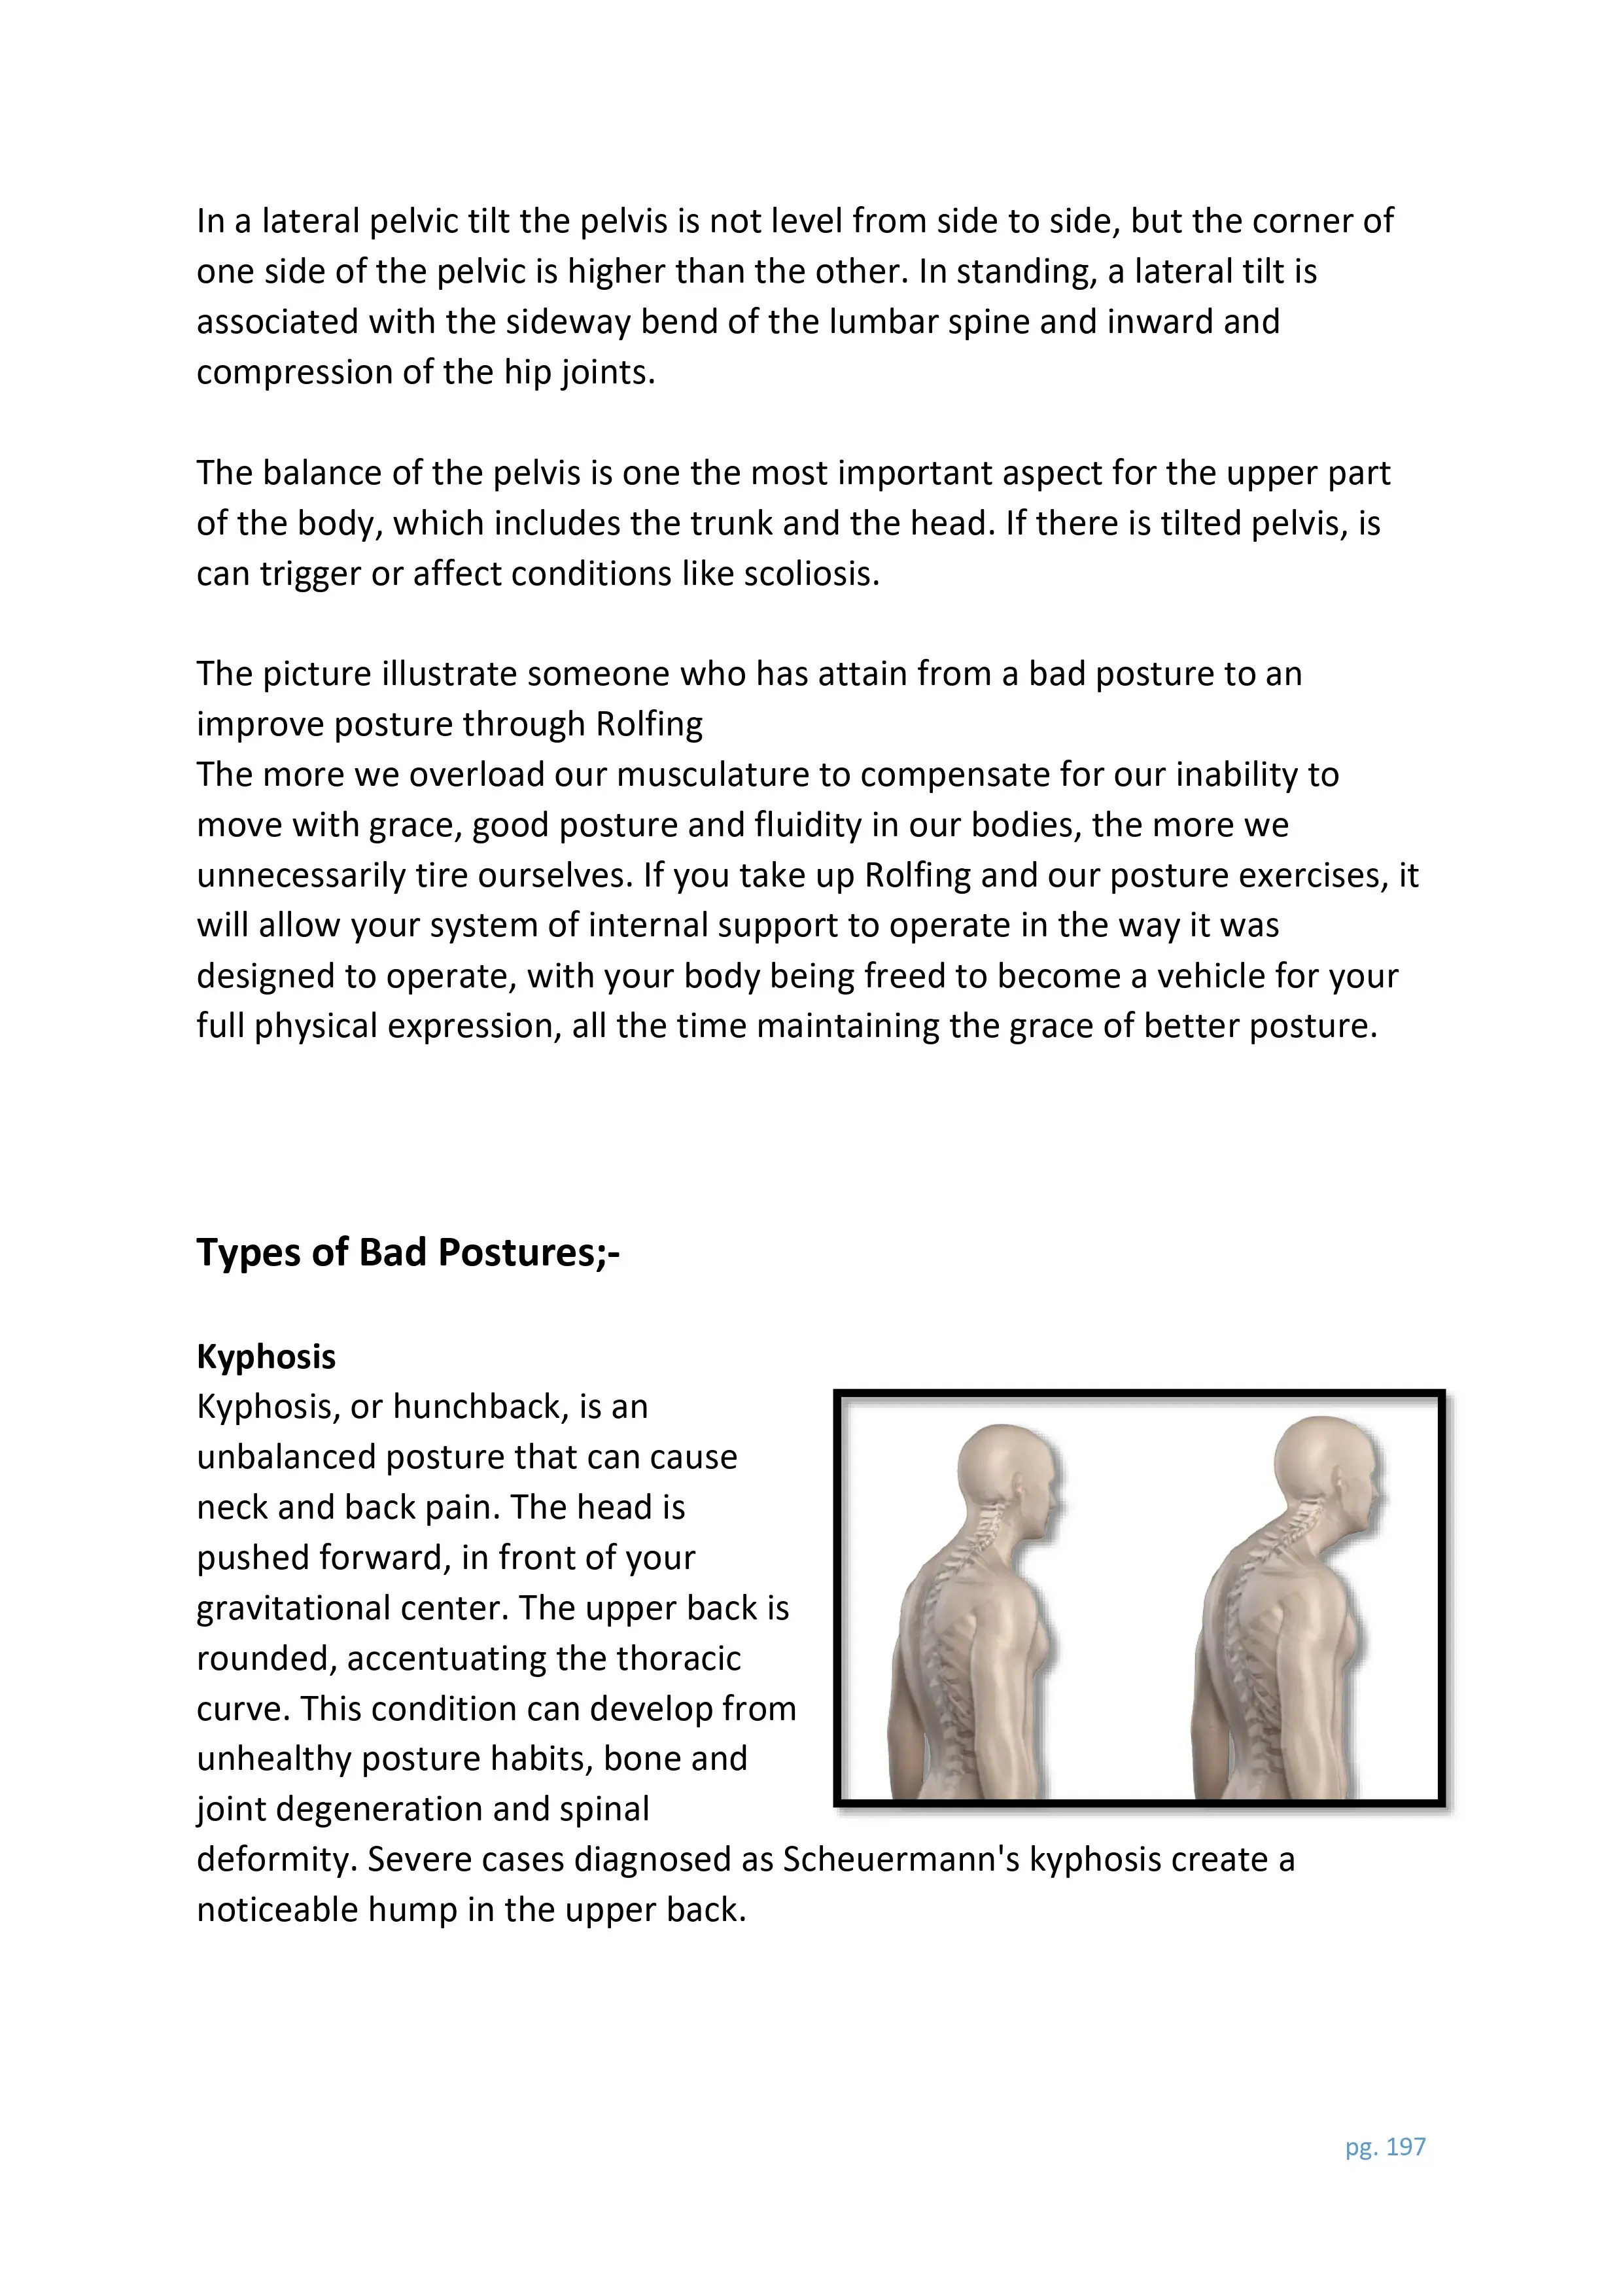 In a lateral pelvic tilt the pelvis is not level from side to side, but the corner of
one side of the pelvic is higher than the other. In standing, a lateral tilt is
associated with the sideway bend of the lumbar spine and inward and
compression of the hip joints.
The balance of the pelvis is one the most important aspect for the upper part
of the body, which includes the trunk and the head. If there is tilted pelvis, is
can trigger or affect conditions like scoliosis.
The picture illustrate someone who has attain from a bad posture to an
improve posture through Rolfing
The more we overload our musculature to compensate for our inability to
move with grace, good posture and fluidity in our bodies, the more we
unnecessarily tire ourselves. If you take up Rolfing and our posture exercises, it
will allow your system of internal support to operate in the way it was
designed to operate, with your body being freed to become a vehicle for your
full physical expression, all the time maintaining the grace of better posture.
Types of Bad Postures;-
Kyphosis
Kyphosis, or hunchback, is an
unbalanced posture that can cause
neck and back pain. The head is
pushed forward, in front of your
gravitational center. The upper back is
rounded, accentuating the thoracic
curve. This condition can develop from
unhealthy posture habits, bone and
joint degeneration and spinal
deformity. Severe cases diagnosed as Scheuermann's kyphosis create a
noticeable hump in the upper back.
pg. 197